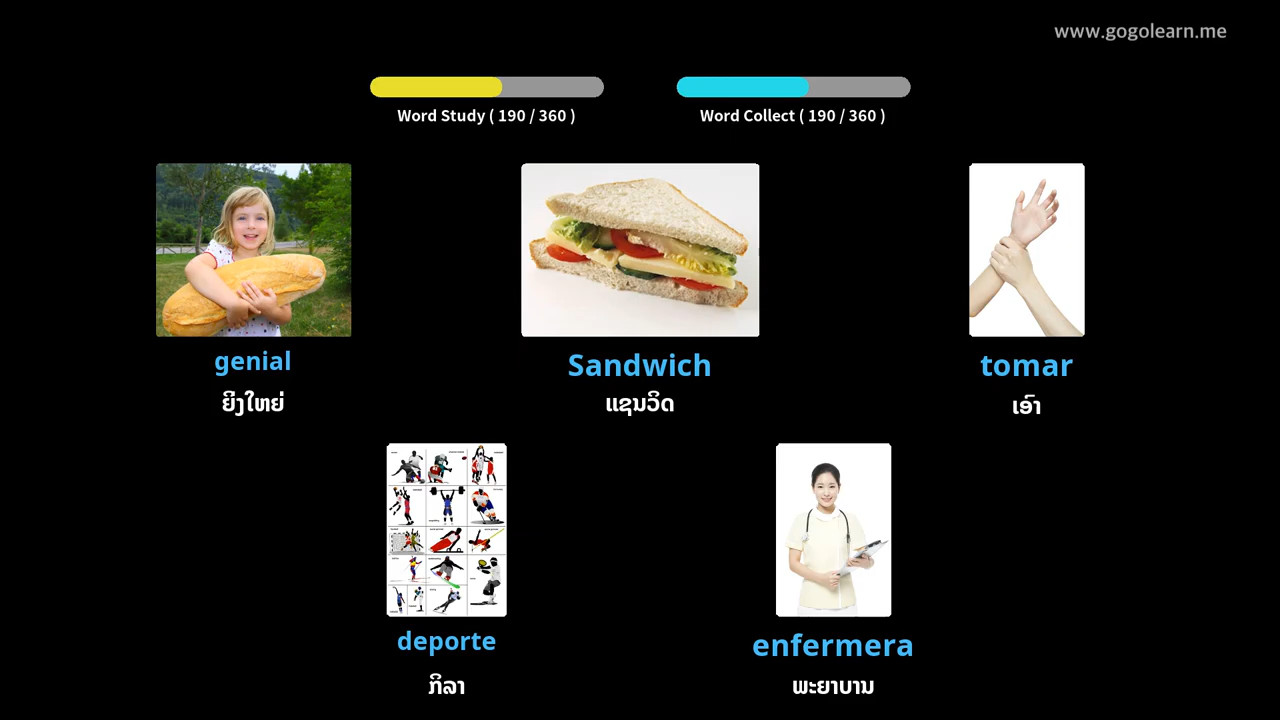 www.gogolearn.me
Word Study ( 190 / 360 )
Word Collect ( 190 / 360 )
genial
ຍິ່ງໃຫຍ່
Sandwich
ແຊນວິດ
tomar
ເອົາ
deporte
ກິລາ
enfermera
ພະຍາບານ